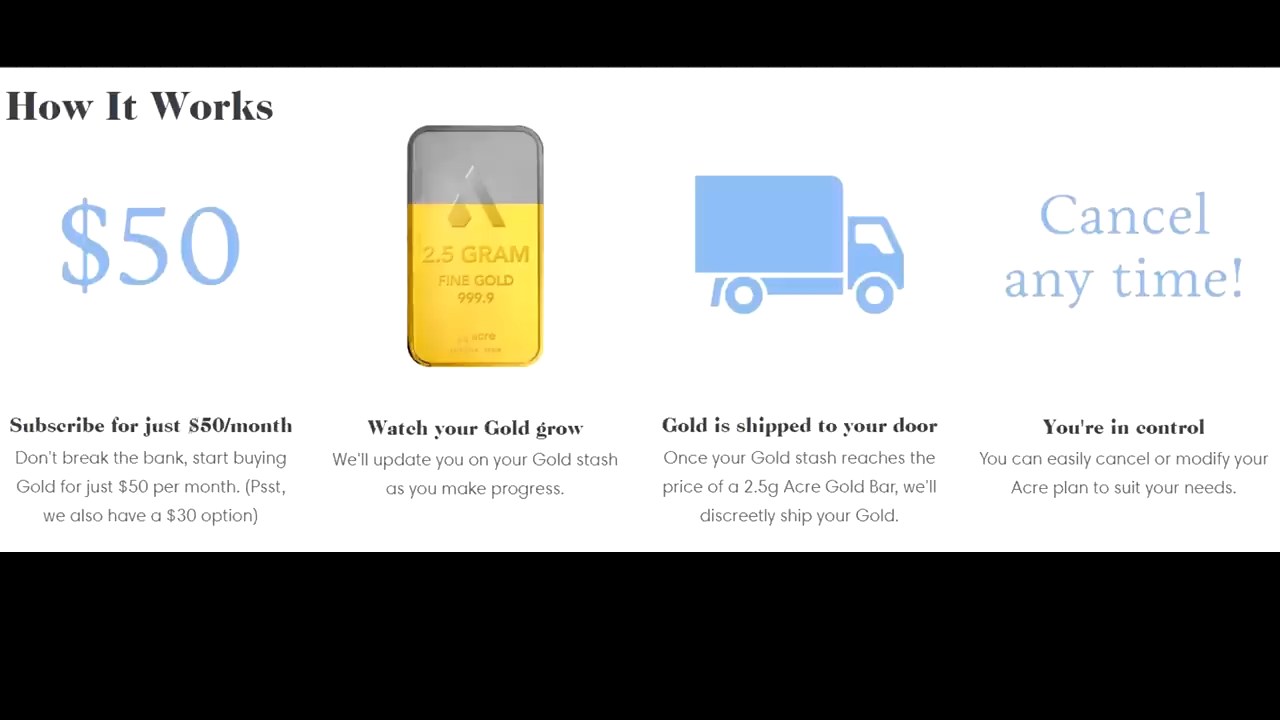 How It Works
$50
2.5 GRAM
FINE GOLD
999.9
acre
Cancel
any time!
Subscribe for just $50/month
Don't break the bank, start buying
Gold for just $50 per month. (Psst,
we also have a $30 option)
Watch your Gold grow
We'll update you on your Gold stash
as you make progress.
Gold is shipped to your door
Once your Gold stash reaches the
price of a 2.5g Acre Gold Bar, we'll
discreetly ship your Gold.
You're in control
You can easily cancel or modify your
Acre plan to suit your needs.